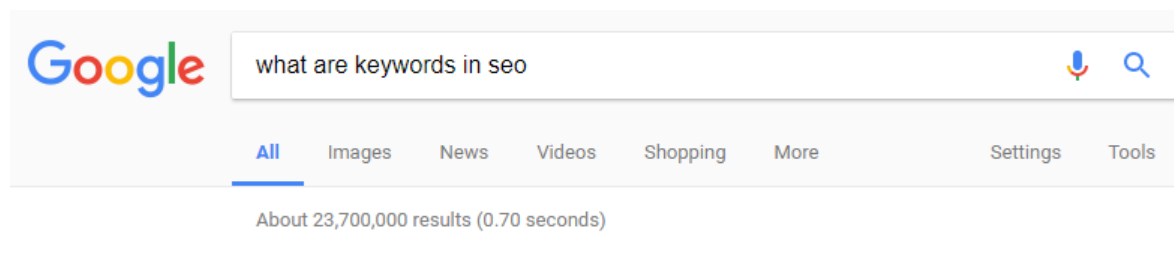 Google what are keywords in seo
All Images News Videos Shopping More Settings Tools
About 23,700,000 results (0.70 seconds)